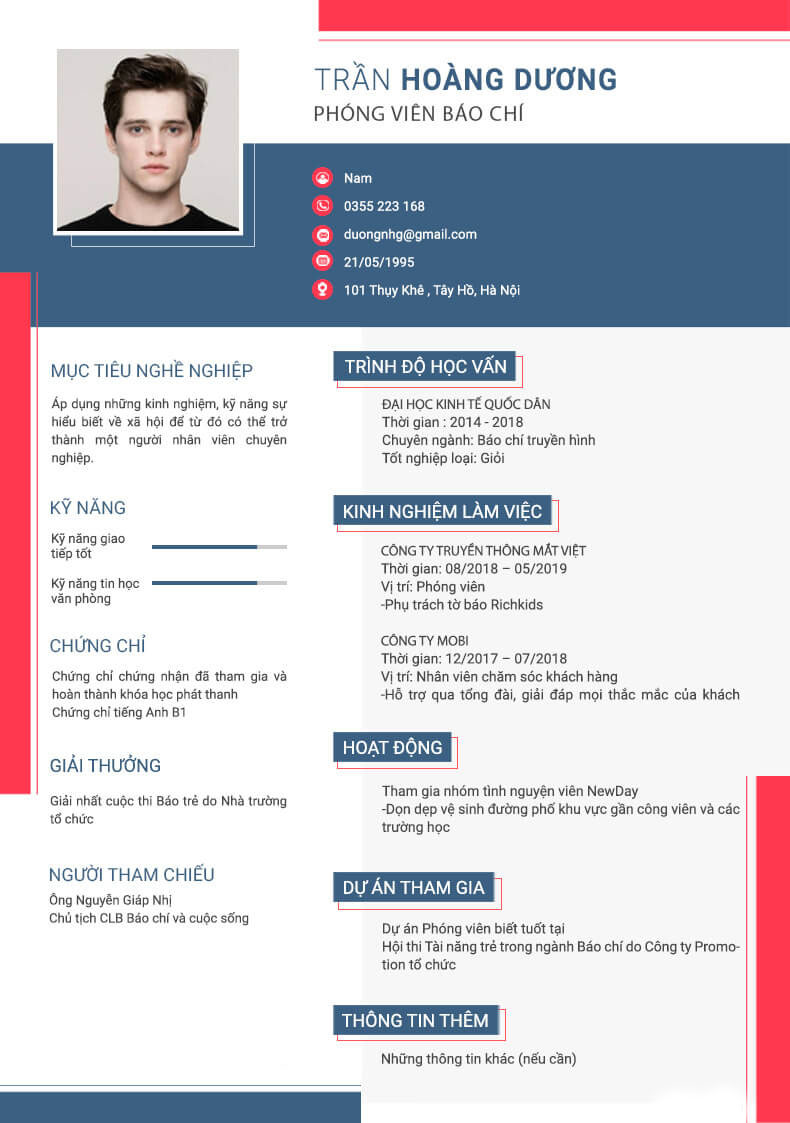 TRẦN HOÀNG DƯƠNG
PHÓNG VIÊN BÁO CHÍ
Nam
0355 223 168
duongnhg@gmail.com
21/05/1995
101 Thụy Khê , Tây Hồ, Hà Nội
MỤC TIÊU NGHỀ NGHIỆP
Áp dụng những kinh nghiệm, kỹ năng sự
hiểu biết về xã hội để từ đó có thể trở
thành một người nhân viên chuyên
nghiệp.
KỸ NĂNG
Kỹ năng giao
tiếp tốt
Kỹ năng tin học
văn phòng
CHỨNG CHỈ
Chứng chỉ chứng nhận đã tham gia và
hoàn thành khóa học phát thanh
Chứng chỉ tiếng Anh B1
GIẢI THƯỞNG
Giải nhất cuộc thi Báo trẻ do Nhà trường
tổ chức
NGƯỜI THAM CHIẾU
Ông Nguyễn Giáp Nhị
Chủ tịch CLB Báo chí và cuộc sống
TRÌNH ĐỘ HỌC VẤN
ĐẠI HỌC KINH TẾ QUỐC DÂN
Thời gian : 2014 - 2018
Chuyên ngành: Báo chí truyền hình
Tốt nghiệp loại: Giỏi
KINH NGHIỆM LÀM VIỆC
CÔNG TY TRUYỀN THÔNG MẮT VIỆT
Thời gian: 08/2018 – 05/2019
Vị trí: Phóng viên
-Phụ trách tờ báo Richkids
CÔNG TY MOBI
Thời gian: 12/2017 – 07/2018
Vị trí: Nhân viên chăm sóc khách hàng
-Hỗ trợ qua tổng đài, giải đáp mọi thắc mắc của khách
HOẠT ĐỘNG
Tham gia nhóm tình nguyện viên NewDay
-Dọn dẹp vệ sinh đường phố khu vực gần công viên và các
trường học
DỰ ÁN THAM GIA
Dự án Phóng viên biết tuốt tại
Hội thi Tài năng trẻ trong ngành Báo chí do Công ty Promo-
tion tổ chức
THÔNG TIN THÊM
Những thông tin khác (nếu cần)